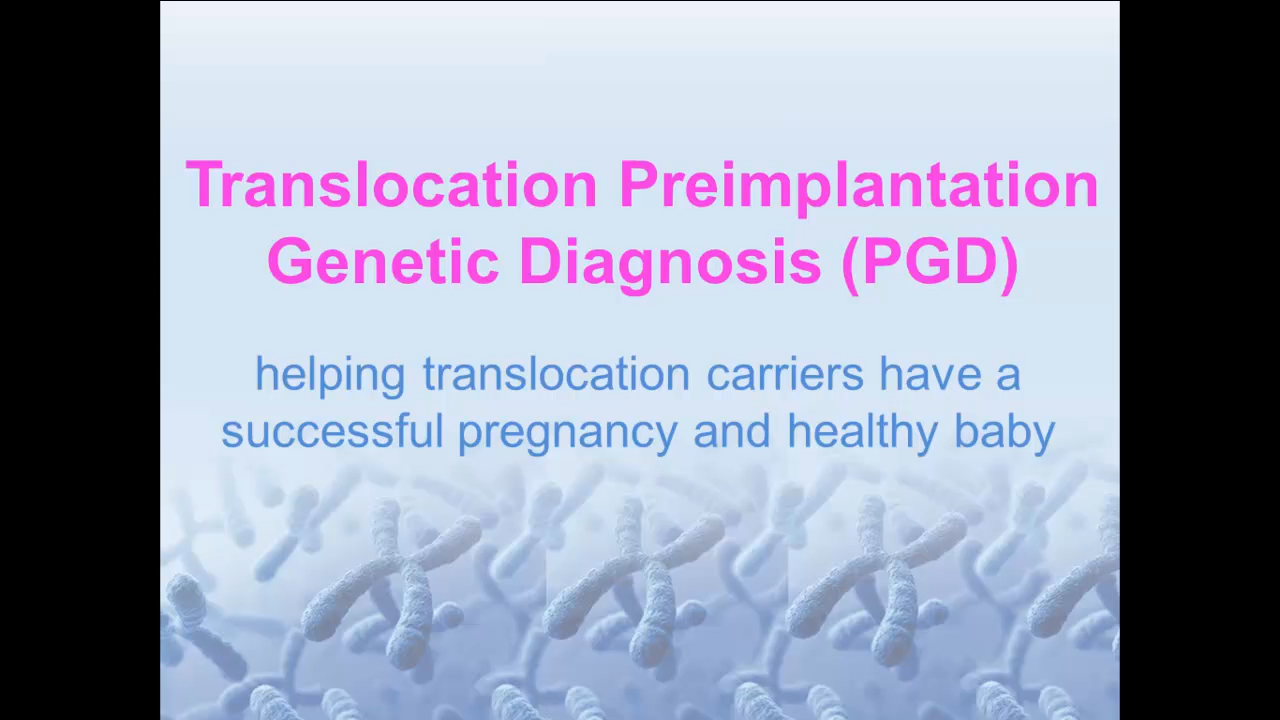 Translocation Preimplantation
Genetic Diagnosis (PGD)
helping translocation carriers have a
successful pregnancy and healthy baby